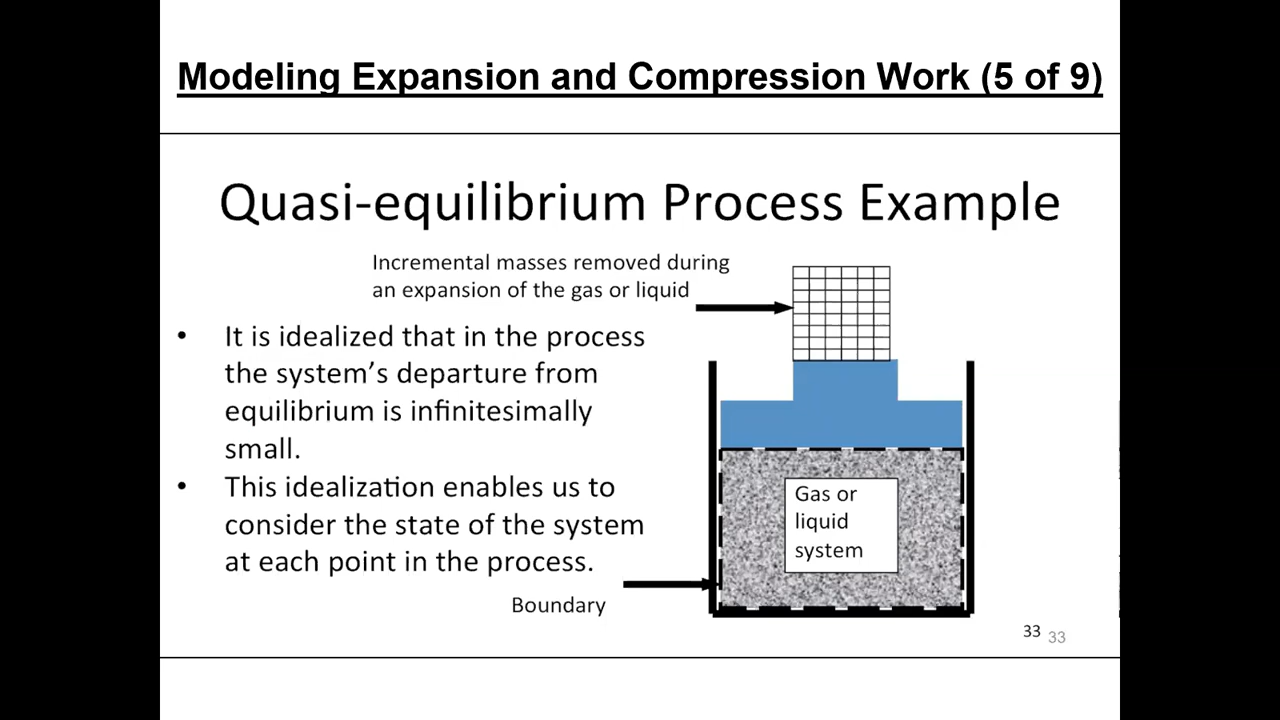 Modeling Expansion and Compression Work (5 of 9)
Quasi-equilibrium Process Example
Incremental masses removed during
an expansion of the gas or liquid
• It is idealized that in the process
the system’s departure from
equilibrium is infinitesimally
small.
• This idealization enables us to
consider the state of the system
at each point in the process.
Gas or
liquid
system
Boundary
33 33